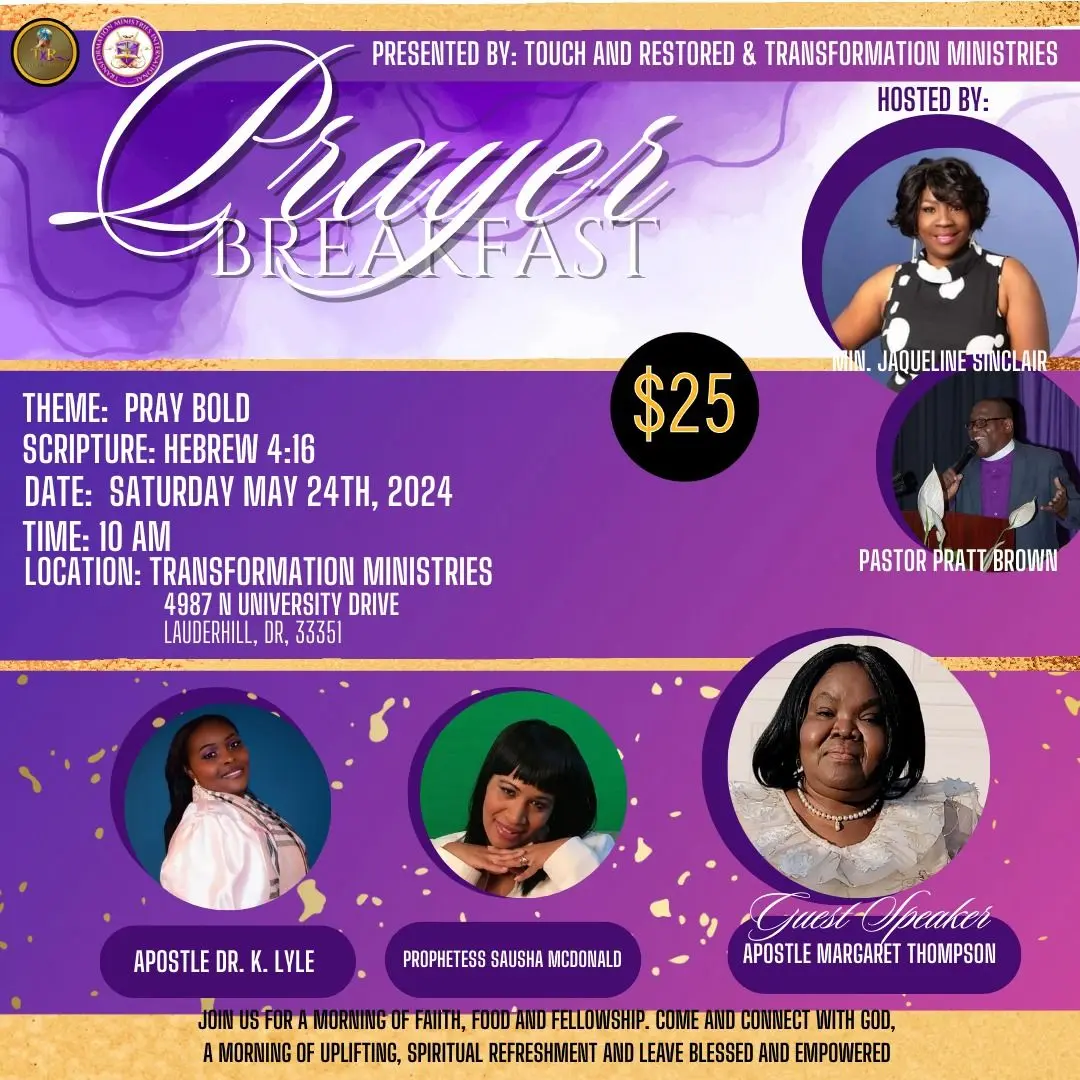 PRESENTED BY: TOUCH AND RESTORED & TRANSFORMATION MINISTRIES
TRANSFORMATION MINISTRIES INTERNATIONAL
HOSTED BY:
Prayer
BREAKFAST
MIN. JAQUELINE SINCLAIR
$25
THEME: PRAY BOLD
SCRIPTURE: HEBREW 4:16
DATE: SATURDAY MAY 24TH, 2024
TIME: 10 AM
LOCATION: TRANSFORMATION MINISTRIES
4987 N UNIVERSITY DRIVE
LAUDERHILL, DR, 33351
PASTOR PRATT BROWN
APOSTLE DR. K. LYLE
PROPHETESS SAUSHA MCDONALD
Guest Speaker
APOSTLE MARGARET THOMPSON
JOIN US FOR A MORNING OF FAIITH, FOOD AND FELLOWSHIP. COME AND CONNECT WITH GOD,
A MORNING OF UPLIFTING, SPIRITUAL REFRESHMENT AND LEAVE BLESSED AND EMPOWERED